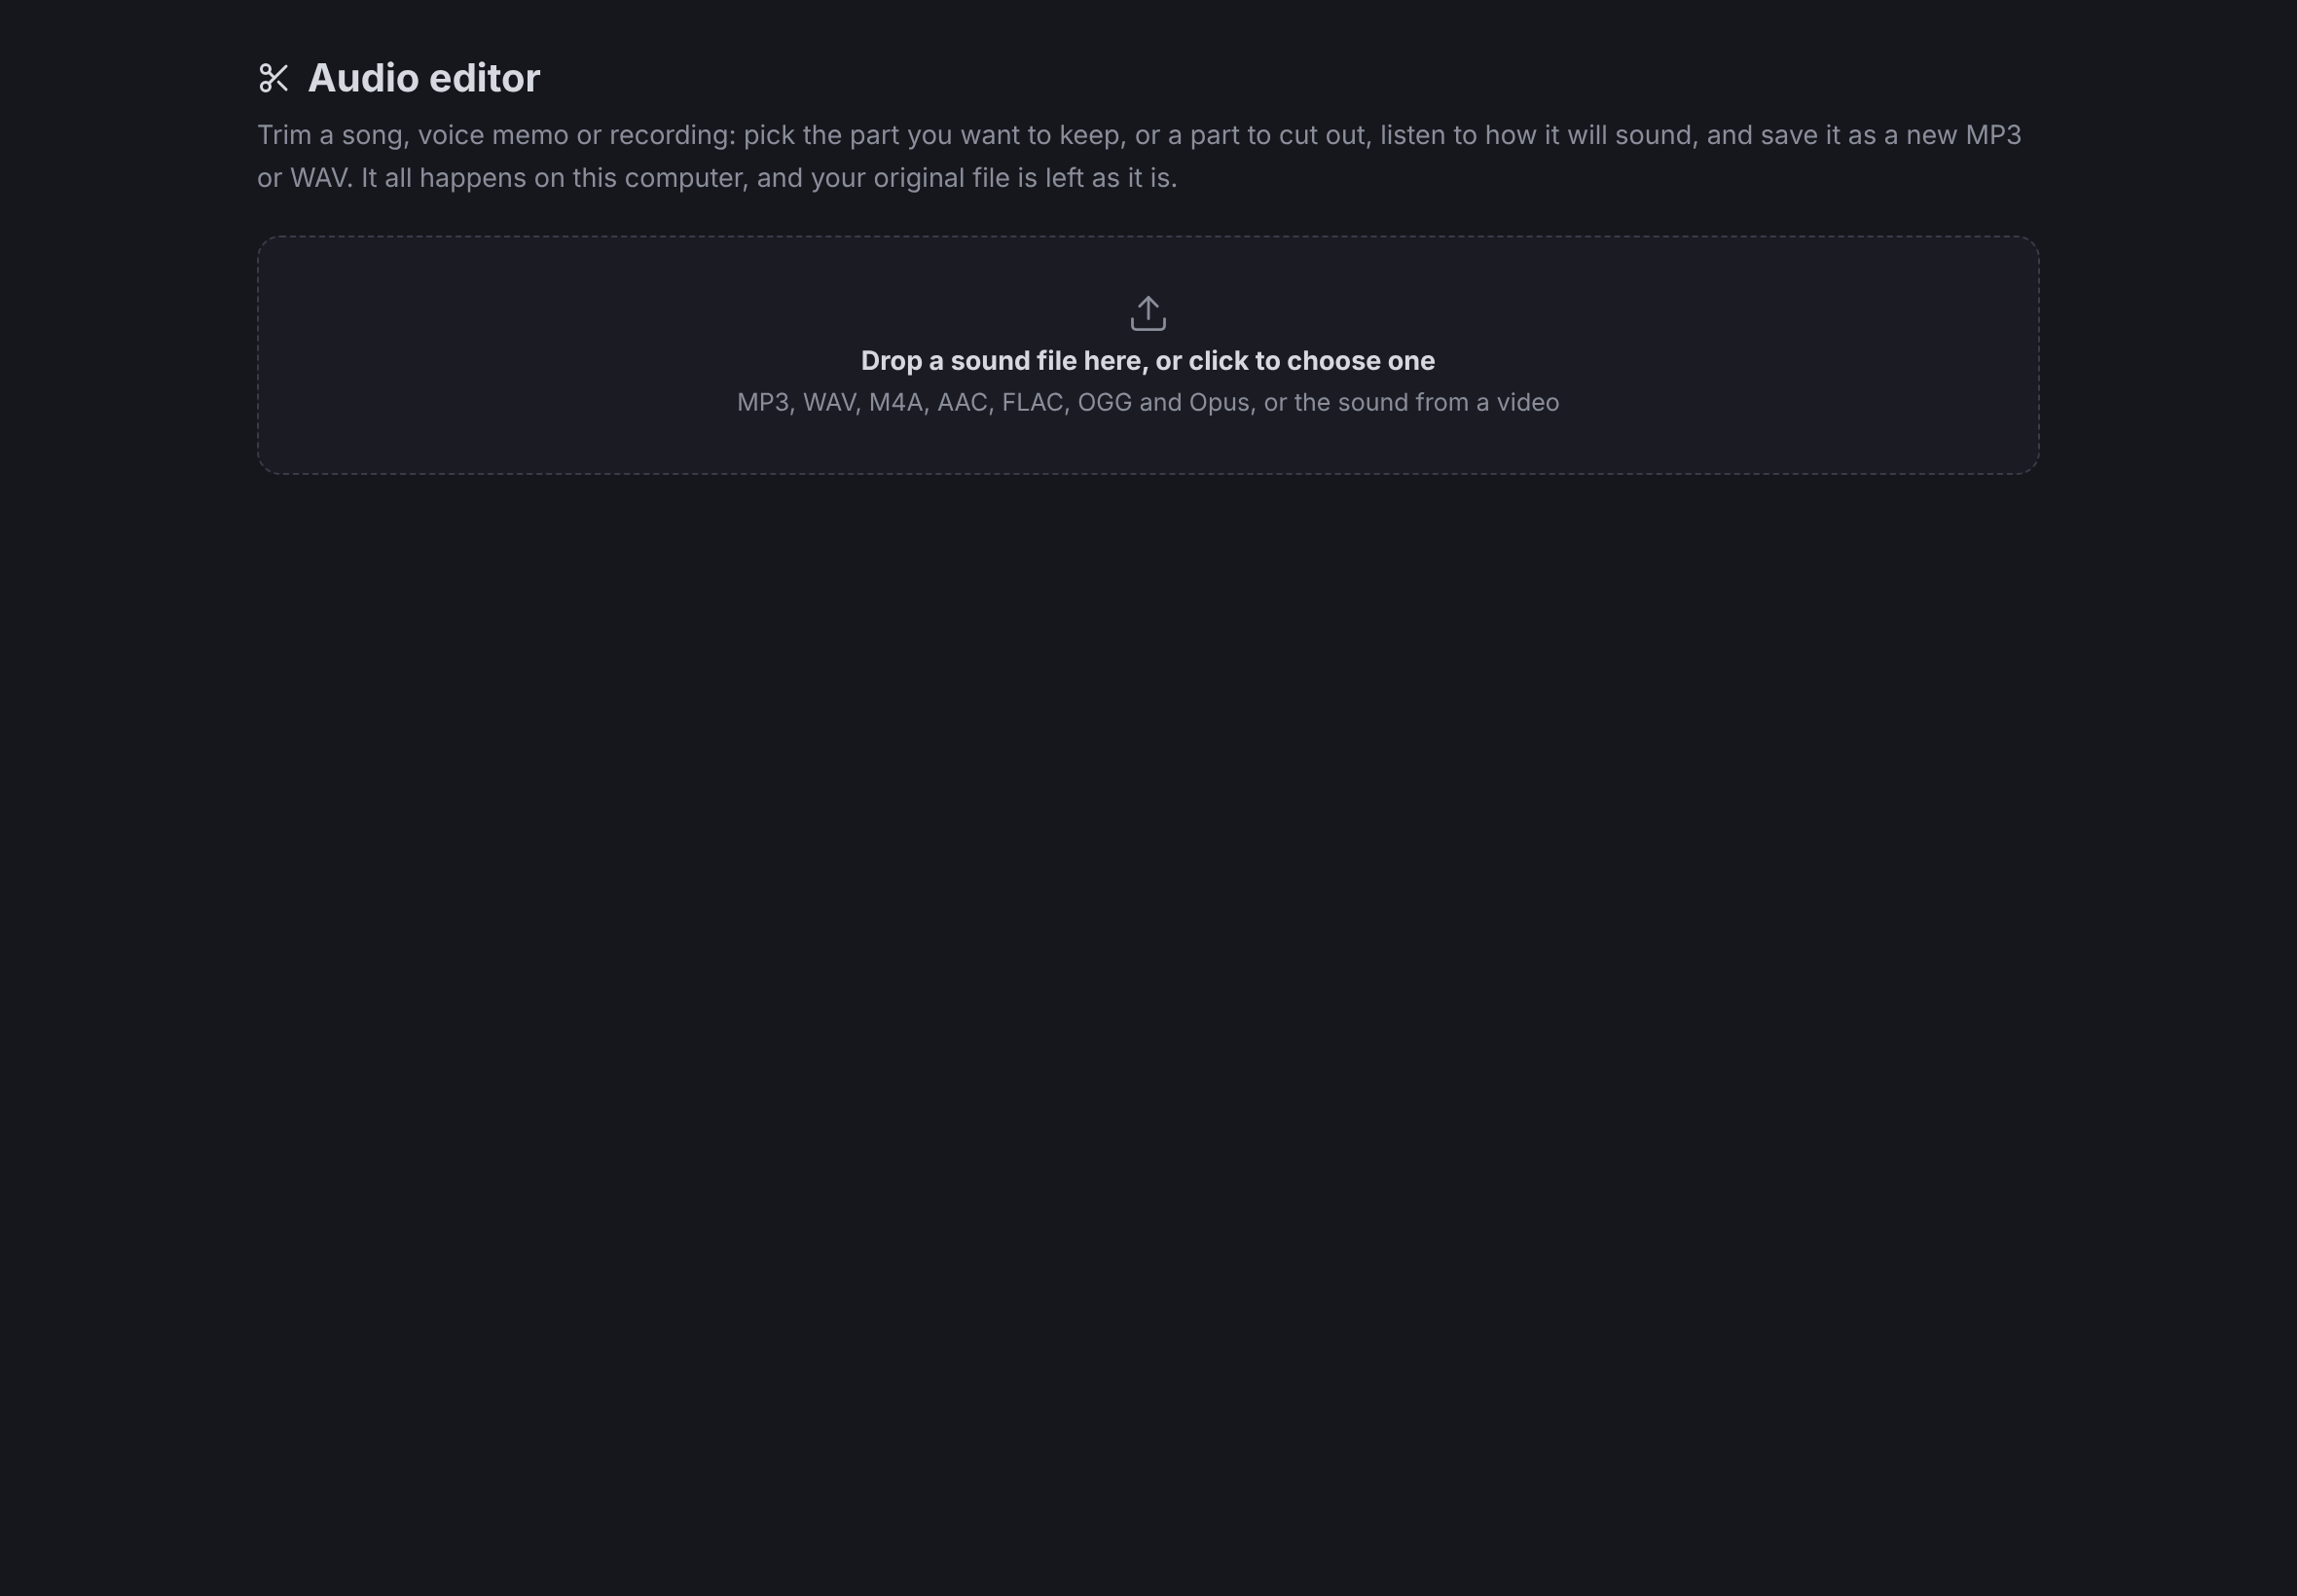 Audio editor
Trim a song, voice memo or recording: pick the part you want to keep, or a part to cut out, listen to how it will sound, and save it as a new MP3
or WAV. It all happens on this computer, and your original file is left as it is.
Drop a sound file here, or click to choose one
MP3, WAV, M4A, AAC, FLAC, OGG and Opus, or the sound from a video